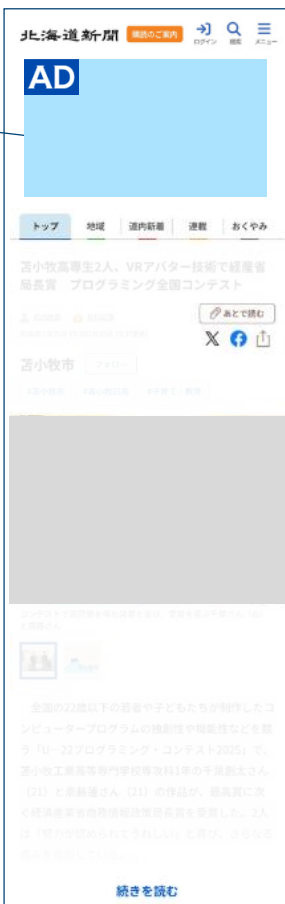 北海道新聞 購読のご案内 ログイン 検索 メニュー
AD
トップ 地域 道内新着 連載 おくやみ
苫小牧高専生2人、VRアバター技術で経産省
局長賞 プログラミング全国コンテスト
あとで読む
苫小牧市 フォロー
全国の22歳以下の若者や子どもたちが制作したコ
ンピュータープログラムの独創性や機能性などを競
う「U―22プログラミング・コンテスト2025」で、
苫小牧工業高等専門学校専攻科1年の千葉創太さん
(21)と斎藤蓮さん(21)の作品が、最高賞に次
ぐ経済産業省商務情報政策局長賞を受賞した。2人
は「努力が認められてうれしい」と喜び、さらなる
続きを読む